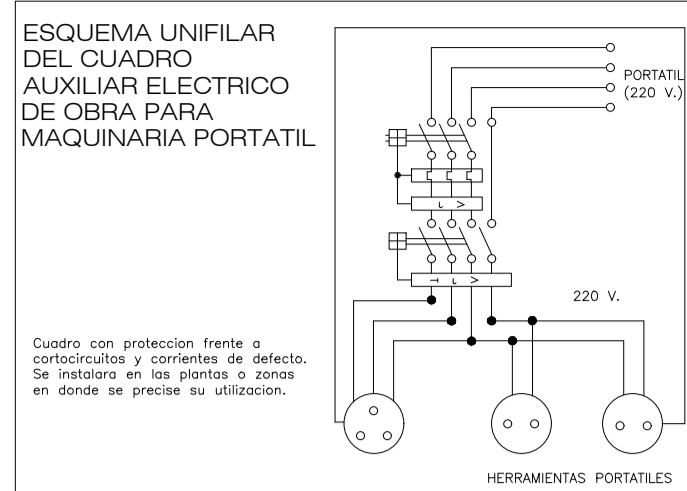 ESQUEMA UNIFILAR
DEL CUADRO
AUXILIAR ELECTRICO
DE OBRA PARA
MAQUINARIA PORTATIL
PORTATIL
(220 V.)
220 V.
Cuadro con proteccion frente a
cortocircuitos y corrientes de defecto.
Se instalara en las plantas o zonas
en donde se precise su utilizacion.
HERRAMIENTAS PORTATILES